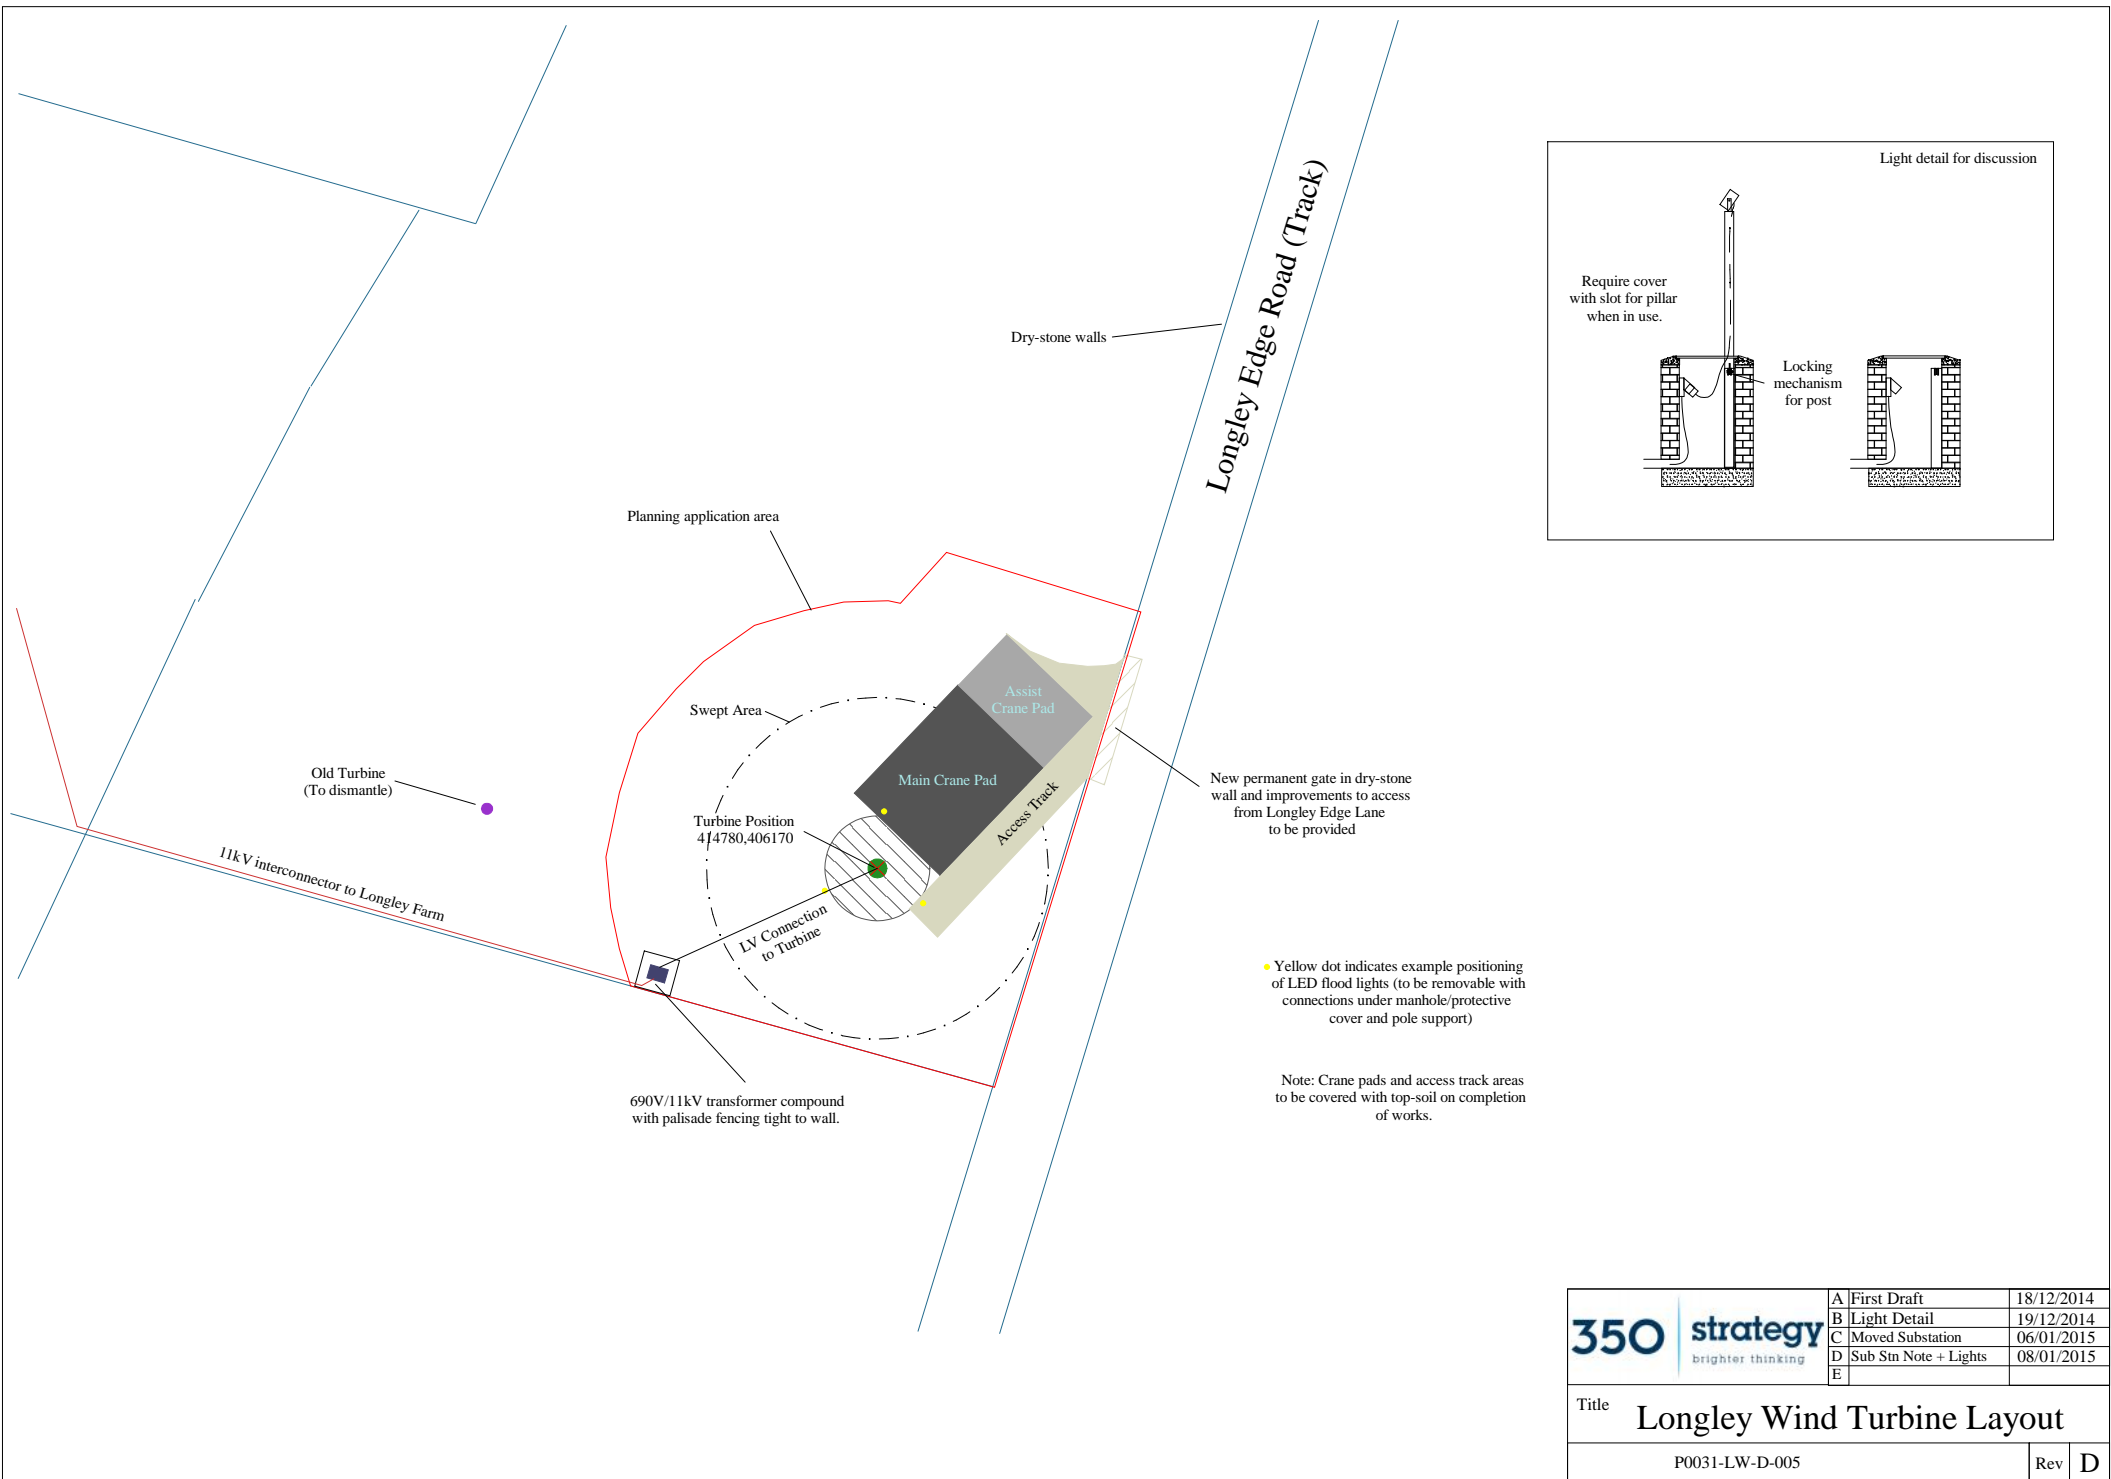 Light detail for discussion
Require cover
with slot for pillar
when in use.
Locking
mechanism
for post
Longley Edge Road (Track)
Dry-stone walls
Planning application area
Swept Area
Assist
Crane Pad
Main Crane Pad
Access Track
Old Turbine
(To dismantle)
Turbine Position
414780,406170
New permanent gate in dry-stone
wall and improvements to access
from Longley Edge Lane
to be provided
11kV interconnector to Longley Farm
LV Connection
to Turbine
Yellow dot indicates example positioning
of LED flood lights (to be removable with
connections under manhole/protective
cover and pole support)
Note: Crane pads and access track areas
to be covered with top-soil on completion
of works.
690V/11kV transformer compound
with palisade fencing tight to wall.
350 strategy
brighter thinking
A First Draft 18/12/2014
B Light Detail 19/12/2014
C Moved Substation 06/01/2015
D Sub Stn Note + Lights 08/01/2015
E
Title Longley Wind Turbine Layout
P0031-LW-D-005 Rev D